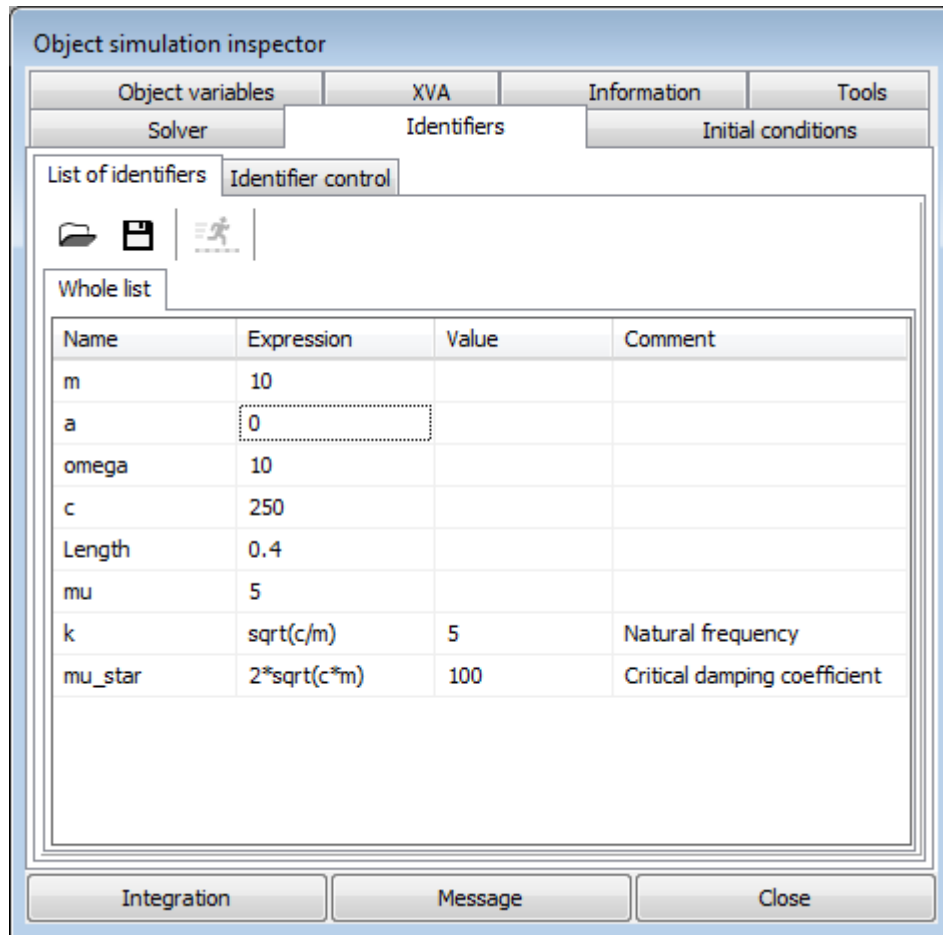 Object simulation inspector
Object variables XVA Information Tools
Solver Identifiers Initial conditions
List of identifiers Identifier control
Whole list
Name Expression Value Comment
m 10
a 0
omega 10
c 250
Length 0.4
mu 5
k sqrt(c/m) 5 Natural frequency
mu_star 2*sqrt(c*m) 100 Critical damping coefficient
Integration Message Close